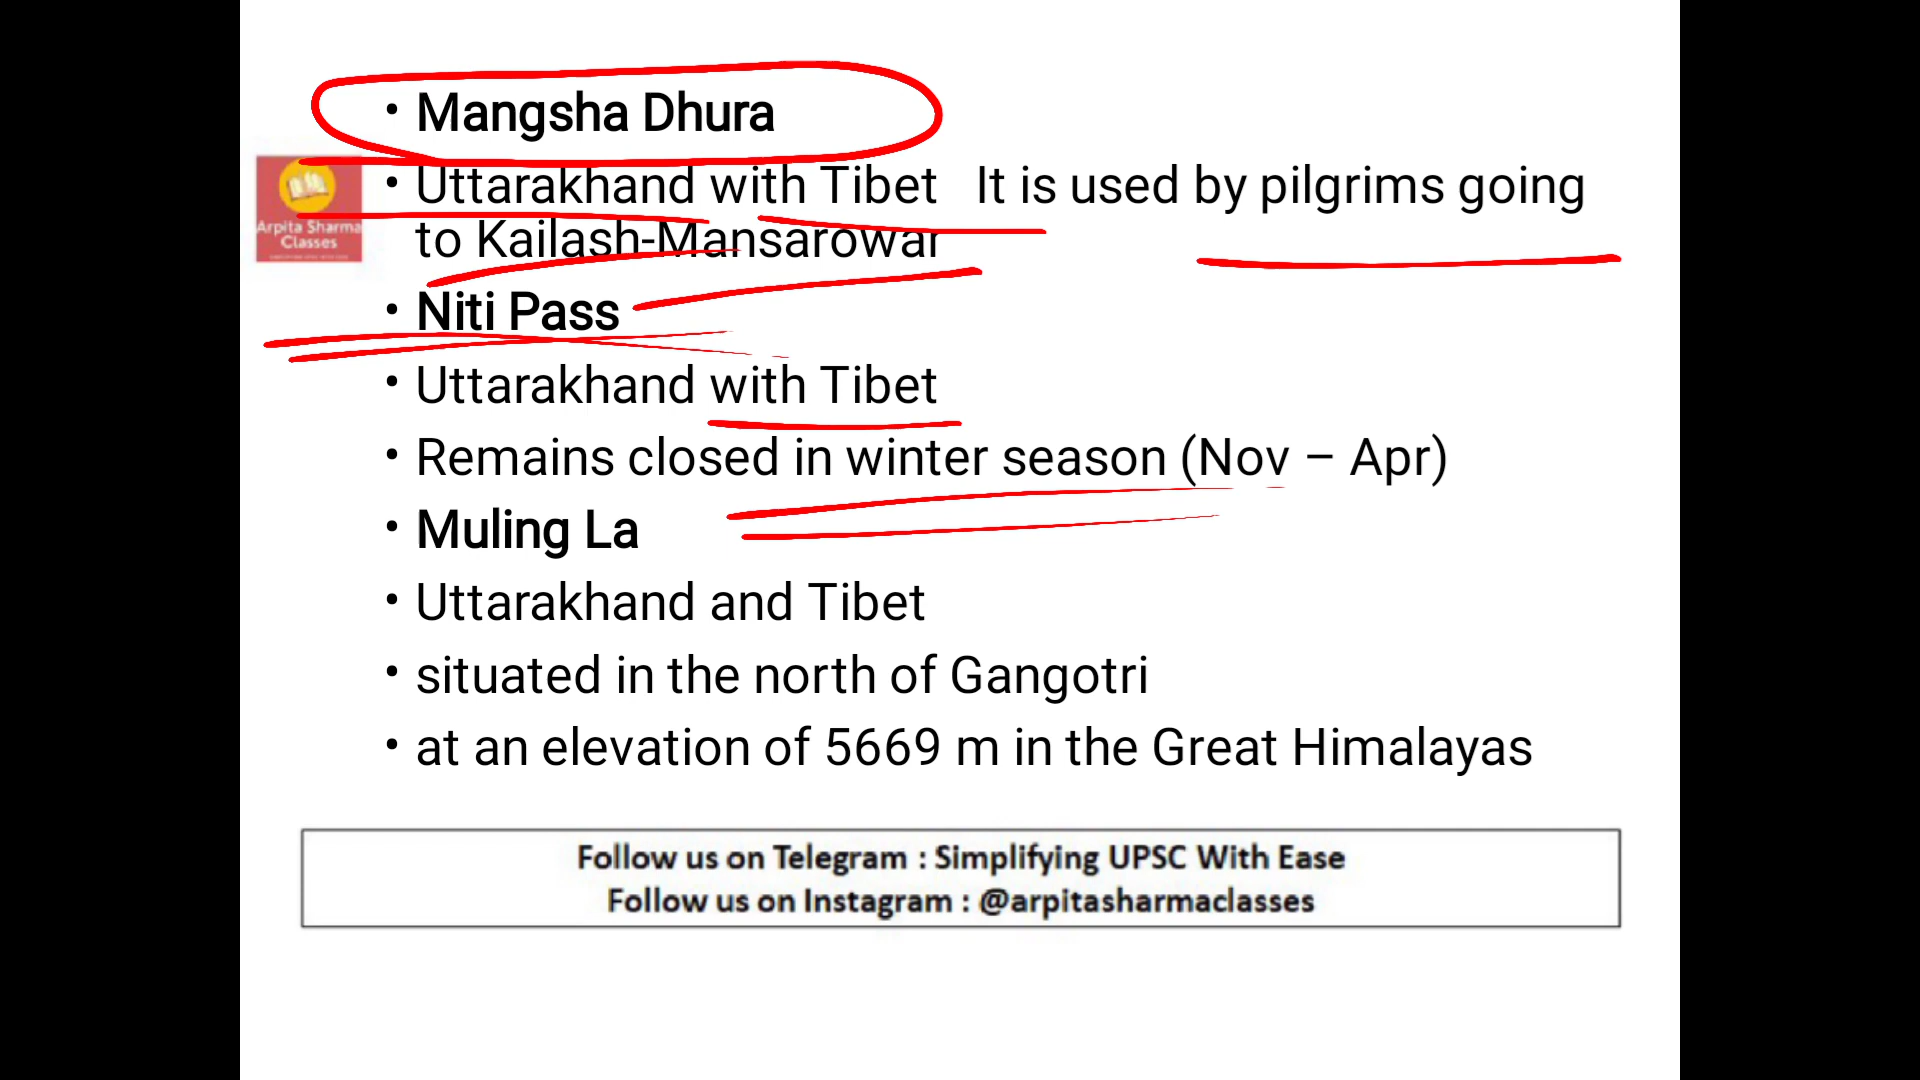 • Mangsha Dhura
• Uttarakhand with Tibet It is used by pilgrims going
to Kailash-Mansarowar
• Niti Pass
• Uttarakhand with Tibet
• Remains closed in winter season (Nov – Apr)
• Muling La
• Uttarakhand and Tibet
• situated in the north of Gangotri
• at an elevation of 5669 m in the Great Himalayas
Arpita Sharma
Classes
Follow us on Telegram : Simplifying UPSC With Ease
Follow us on Instagram : @arpitasharmaclasses